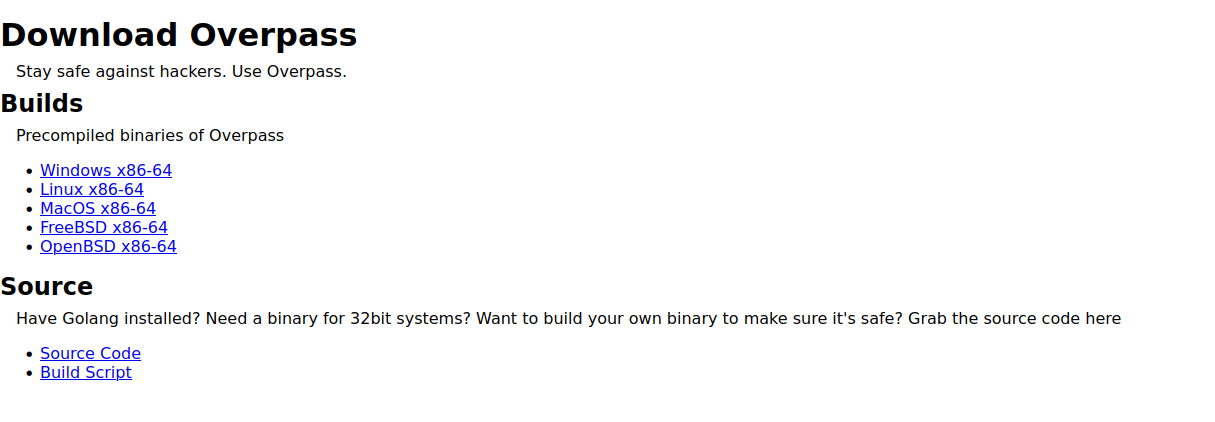 Download Overpass
Stay safe against hackers. Use Overpass.
Builds
Precompiled binaries of Overpass
• Windows x86-64
• Linux x86-64
• MacOS x86-64
• FreeBSD x86-64
• OpenBSD x86-64
Source
Have Golang installed? Need a binary for 32bit systems? Want to build your own binary to make sure it's safe? Grab the source code here
• Source Code
• Build Script